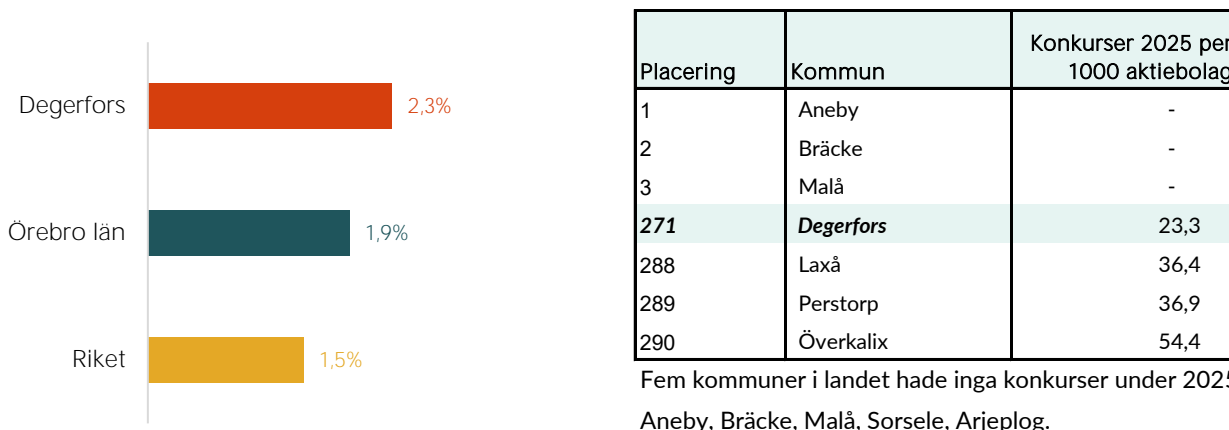 Degerfors 2,3%
Örebro län 1,9%
Riket 1,5%
Placering Kommun Konkurser 2025 per 1000 aktiebolag
1 Aneby -
2 Bräcke -
3 Malå -
271 Degerfors 23,3
288 Laxå 36,4
289 Perstorp 36,9
290 Överkalix 54,4
Fem kommuner i landet hade inga konkurser under 2025
Aneby, Bräcke, Malå, Sorsele, Arjeplog.